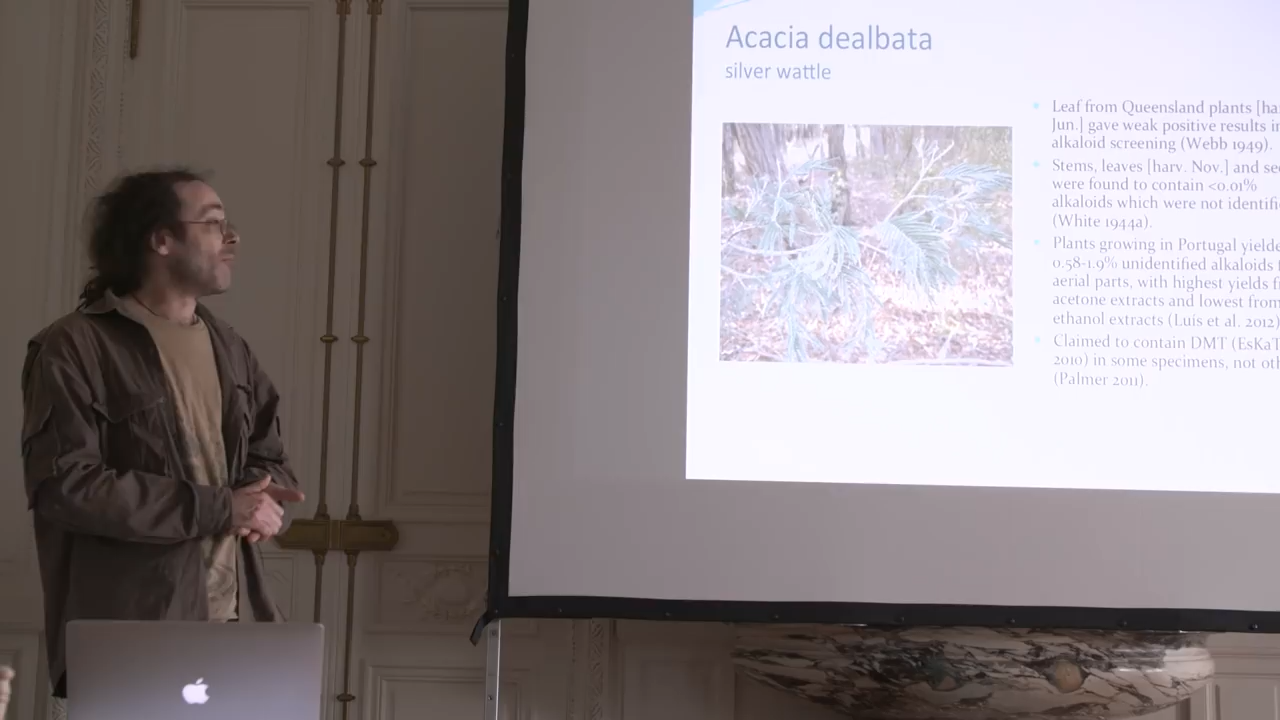 Acacia dealbata
silver wattle
Leaf from Queensland plants [ha
Jun.] gave weak positive results in
alkaloid screening (Webb 1949).
Stems, leaves [harv. Nov.] and se
were found to contain <0.01%
alkaloids which were not identifi
(White 1944a).
Plants growing in Portugal yield
0.58-1.9% unidentified alkaloids f
aerial parts, with highest yields f
acetone extracts and lowest from
ethanol extracts (Luis et al. 2012)
Claimed to contain DMT (EsKaT
2010) in some specimens, not oth
(Palmer 2011).